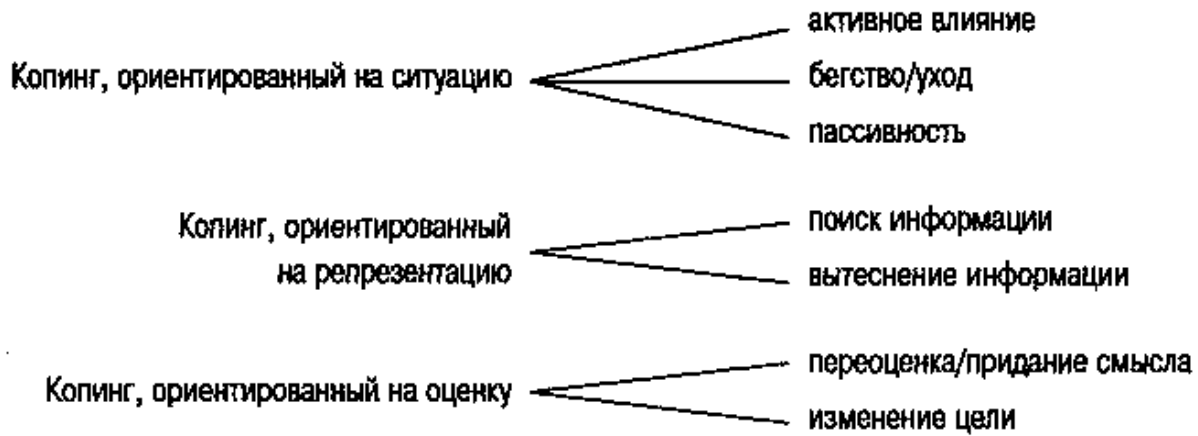 Копинг, ориентированный на ситуацию
активное влияние
бегство/уход
пассивность
Копинг, ориентированный
на репрезентацию
поиск информации
вытеснение информации
Копинг, ориентированный на оценку
переоценка/придание смысла
изменение цели